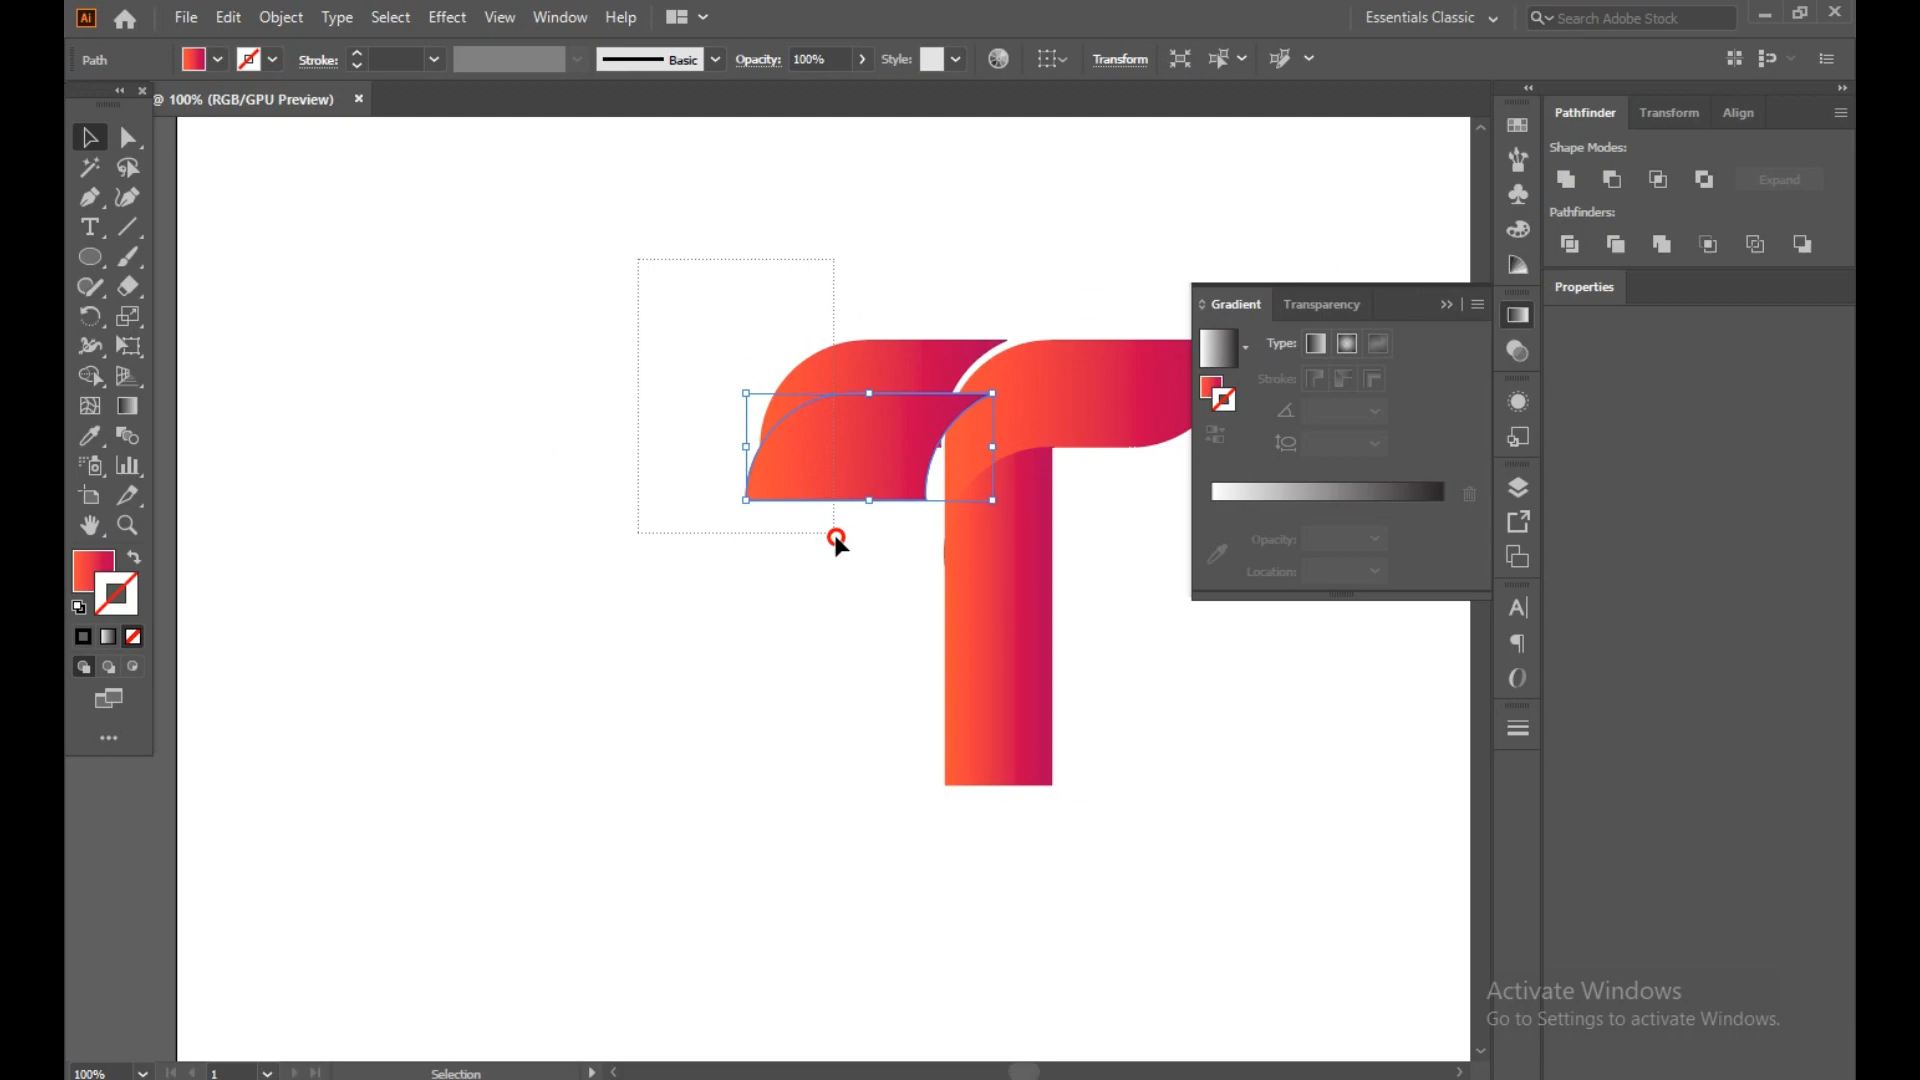 Ai File Edit Object Type Select Effect View Window Help Essentials Classic Search Adobe Stock
Path Stroke: Basic Opacity: 100% Style: Transform
@ 100% (RGB/GPU Preview)
Pathfinder Transform Align
Shape Modes:
Expand
Pathfinders:
Properties
Gradient Transparency
Type:
Stroke:
Opacity:
Location:
Activate Windows
Go to Settings to activate Windows.
100% 1 Selection